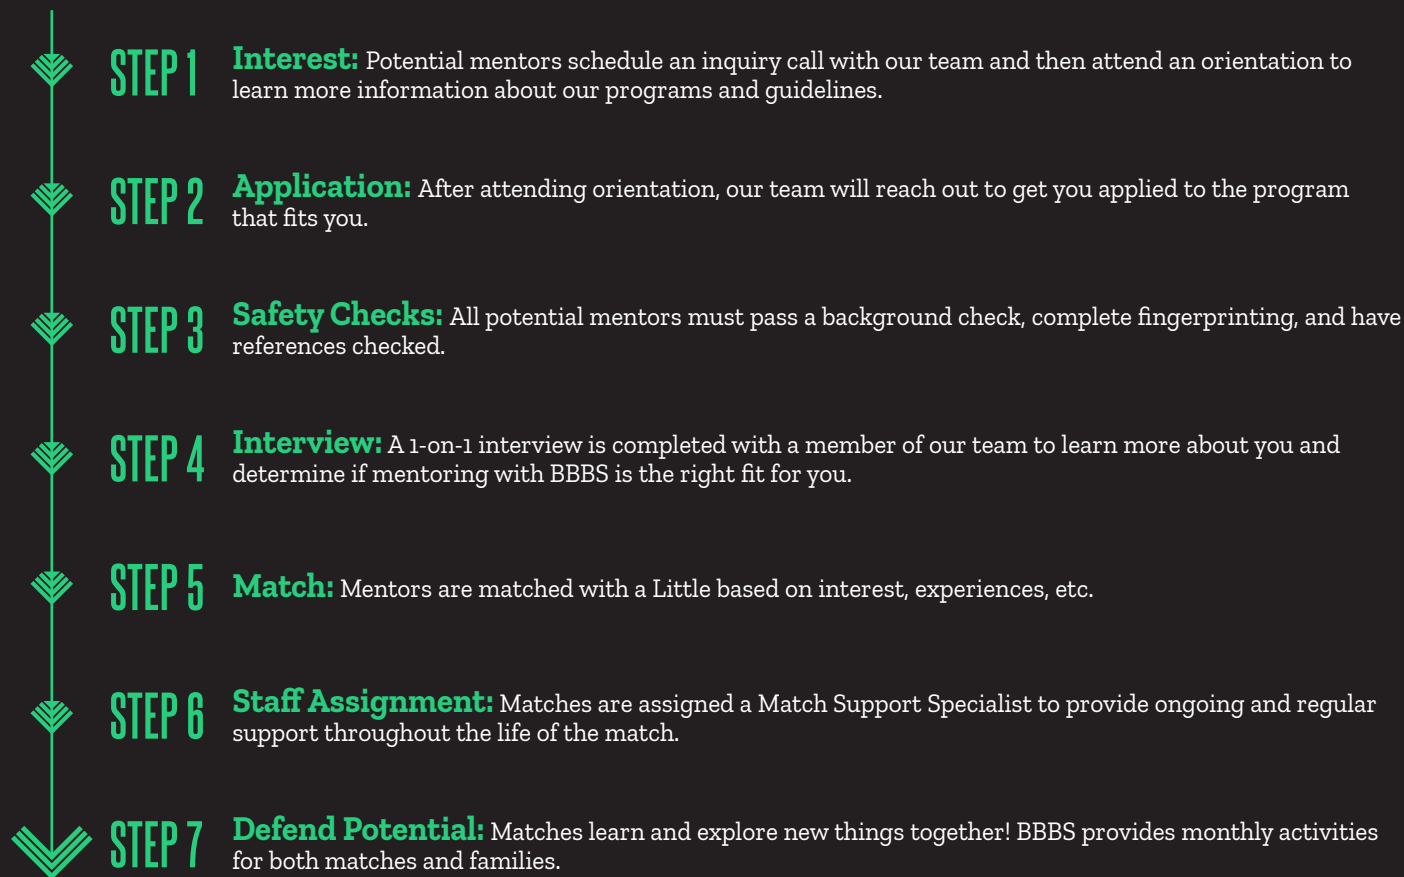 STEP 1
Interest: Potential mentors schedule an inquiry call with our team and then attend an orientation to
learn more information about our programs and guidelines.
STEP 2
Application: After attending orientation, our team will reach out to get you applied to the program
that fits you.
STEP 3
Safety Checks: All potential mentors must pass a background check, complete fingerprinting, and have
references checked.
STEP 4
Interview: A 1-on-1 interview is completed with a member of our team to learn more about you and
determine if mentoring with BBBS is the right fit for you.
STEP 5
Match: Mentors are matched with a Little based on interest, experiences, etc.
STEP 6
Staff Assignment: Matches are assigned a Match Support Specialist to provide ongoing and regular
support throughout the life of the match.
STEP 7
Defend Potential: Matches learn and explore new things together! BBBS provides monthly activities
for both matches and families.